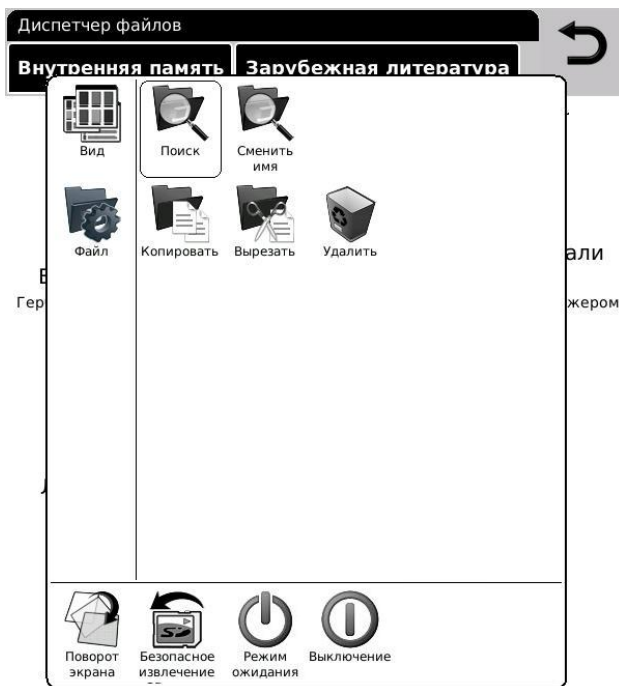 Диспетчер файлов
Внутренняя память Зарубежная литература
Вид Поиск Сменить
имя
Файл Копировать Вырезать Удалить
али
Гер жером
SD
Поворот Безопасное Режим Выключение
экрана извлечение ожидания